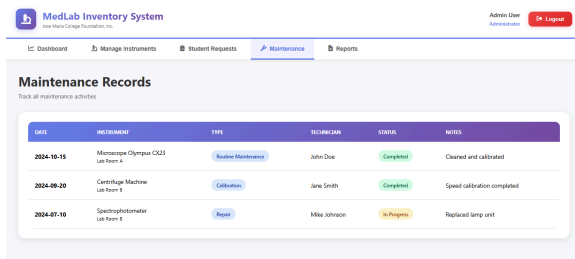 MedLab Inventory System
Jose Maria College Foundation, Inc.
Admin User
Administrator
Logout
Dashboard
Manage Instruments
Student Requests
Maintenance
Reports
Maintenance Records
Track all maintenance activities
DATE INSTRUMENT TYPE TECHNICIAN STATUS NOTES
2024-10-15 Microscope Olympus CX23 Routine Maintenance John Doe Completed Cleaned and calibrated
Lab Room A
2024-09-20 Centrifuge Machine Calibration Jane Smith Completed Speed calibration completed
Lab Room B
2024-07-10 Spectrophotometer Repair Mike Johnson In Progress Replaced lamp unit
Lab Room B